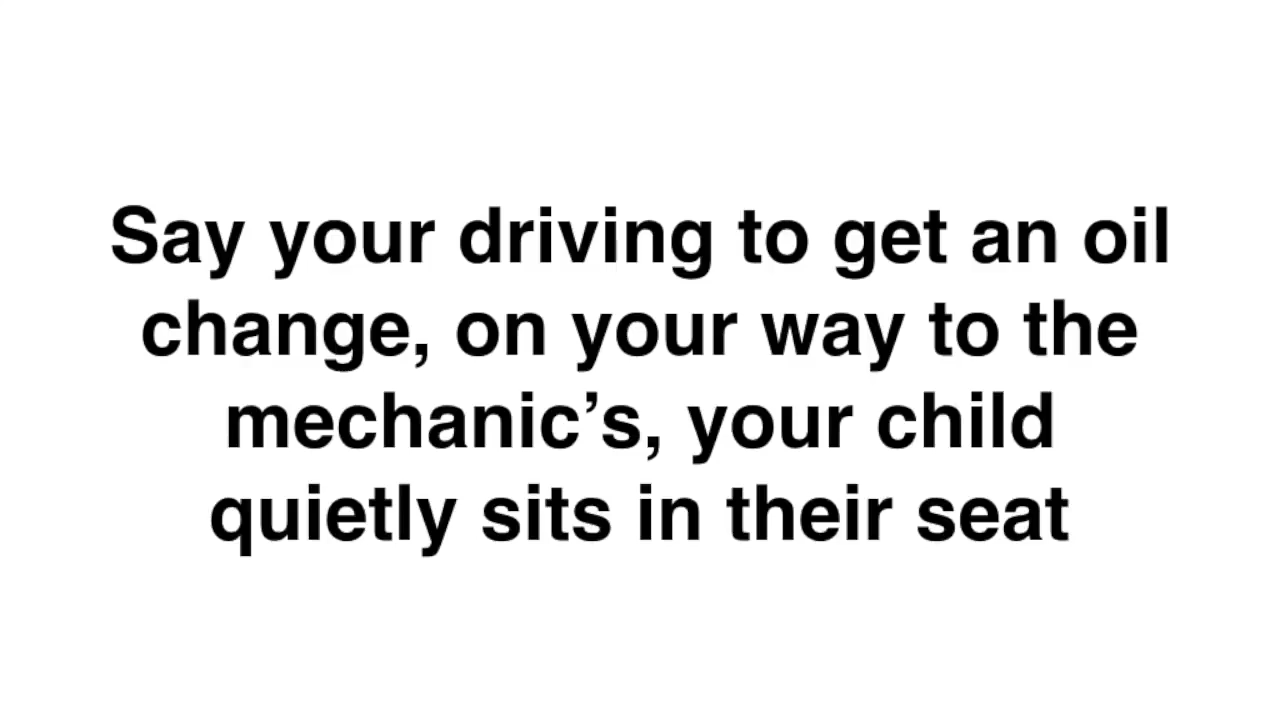 Say your driving to get an oil
change, on your way to the
mechanic’s, your child
quietly sits in their seat